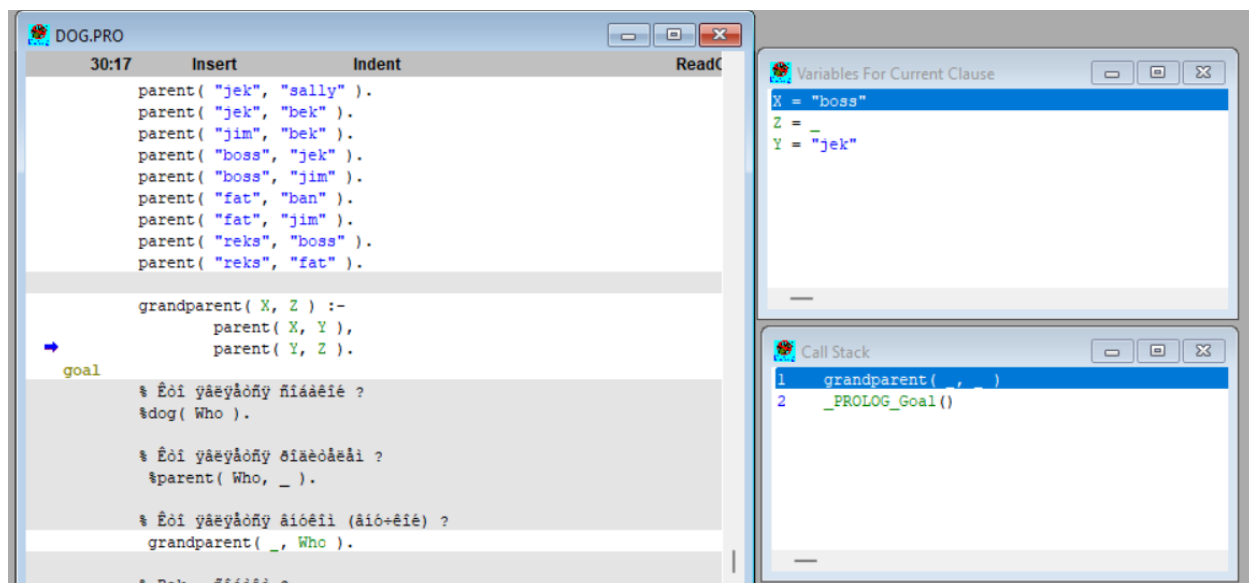 DOG.PRO
30:17 Insert Indent ReadO
parent( "jek", "sally" ).
parent( "jek", "bek" ).
parent( "jim", "bek" ).
parent( "boss", "jek" ).
parent( "boss", "jim" ).
parent( "fat", "ban" ).
parent( "fat", "jim" ).
parent( "reks", "boss" ).
parent( "reks", "fat" ).
grandparent( X, Z ) :-
parent( X, Y ),
parent( Y, Z ).
goal
% Êòî ÿâëÿåòñÿ ñîáàêîé ?
%dog( Who ).
% Êòî ÿâëÿåòñÿ ðîäèòåëåì ?
%parent( Who, _ ).
% Êòî ÿâëÿåòñÿ âíóêîì (âíó÷êîé) ?
grandparent( _, Who ).
Variables For Current Clause
X = "boss"
Z = _
Y = "jek"
Call Stack
1 grandparent( _, _ )
2 _PROLOG_Goal()